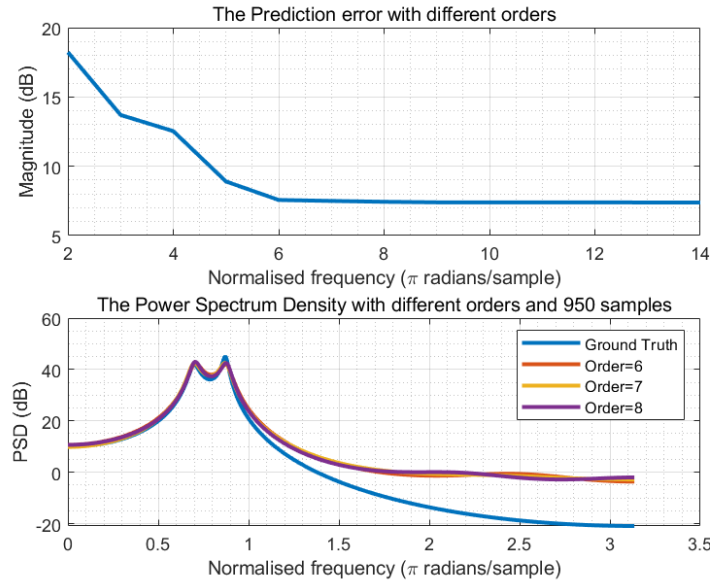 The Prediction error with different orders
20
15
10
5
Magnitude (dB)
2
4
6
8
10
12
14
Normalised frequency (π radians/sample)
The Power Spectrum Density with different orders and 950 samples
60
40
20
0
-20
PSD (dB)
Ground Truth
Order=6
Order=7
Order=8
0
0.5
1
1.5
2
2.5
3
3.5
Normalised frequency (π radians/sample)